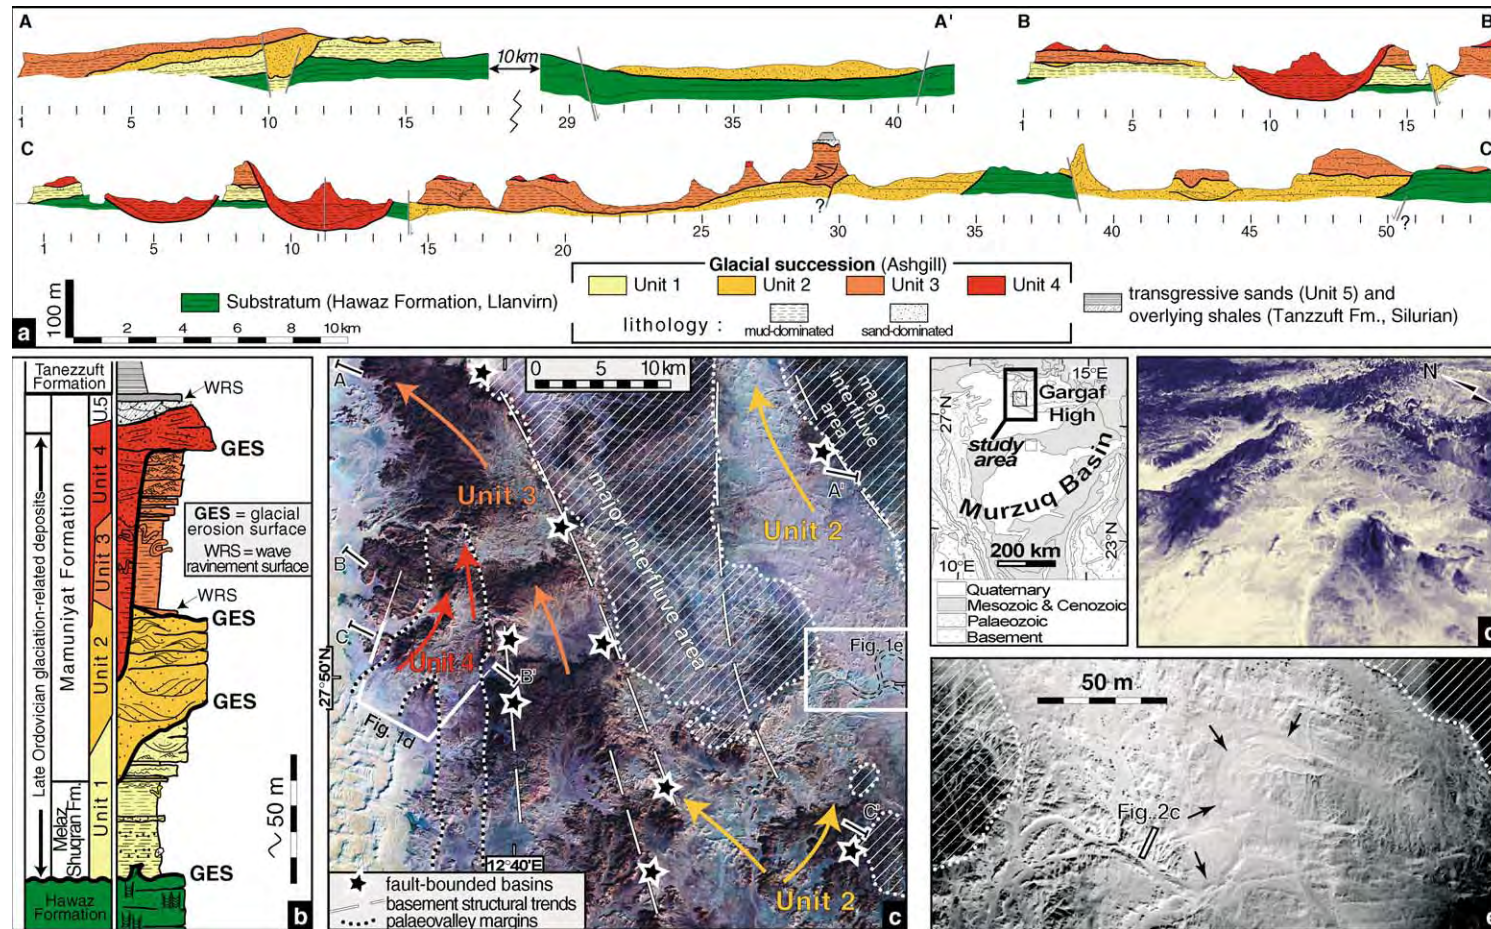 A
A'
B
B
10km
1
5
10
15
29
35
40
1
5
10
15
C
C
?
?
1
5
10
15
20
25
30
35
40
45
50
Glacial succession (Ashgill)
Unit 1
Unit 2
Unit 3
Unit 4
lithology :
mud-dominated
sand-dominated
Substratum (Hawaz Formation, Llanvirn)
transgressive sands (Unit 5) and
overlying shales (Tanzzuft Fm., Silurian)
100 m
2
4
6
8
10km
a
Tanezzuft
Formation
WRS
U.5
GES
Unit 4
Late Ordovician glaciation-related deposits
Mamuniyat Formation
GES = glacial
erosion surface
WRS = wave
ravinement surface
Unit 3
WRS
GES
Unit 2
GES
Unit 1
Melaz
Shuqran Fm.
~ 50 m
GES
Hawaz
Formation
b
A
0
5
10 km
major
interfluve
area
A'
Unit 3
Unit 2
major interfluve area
B
C
Unit 4
B'
27°50'N
Fig. 1d
Fig. 1e
C'
12°40'E
Unit 2
fault-bounded basins
basement structural trends
palaeovalley margins
c
15°E
27°N
Gargaf
High
study
area
Murzuq Basin
23°N
200 km
10°E
Quaternary
Mesozoic & Cenozoic
Palaeozoic
Basement
N
d
50 m
Fig. 2c
e